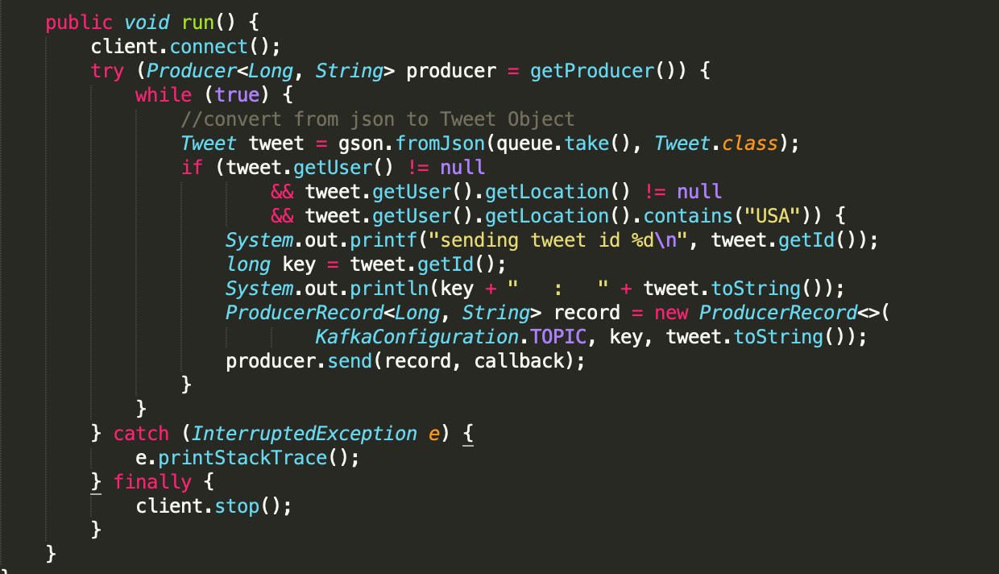 public void run() {
    client.connect();
    try (Producer<Long, String> producer = getProducer()) {
        while (true) {
            //convert from json to Tweet Object
            Tweet tweet = gson.fromJson(queue.take(), Tweet.class);
            if (tweet.getUser() != null
                    && tweet.getUser().getLocation() != null
                    && tweet.getUser().getLocation().contains("USA")) {
                System.out.printf("sending tweet id %d\n", tweet.getId());
                long key = tweet.getId();
                System.out.println(key + "   :   " + tweet.toString());
                ProducerRecord<Long, String> record = new ProducerRecord<>(
                        KafkaConfiguration.TOPIC, key, tweet.toString());
                producer.send(record, callback);
            }
        }
    } catch (InterruptedException e) {
        e.printStackTrace();
    } finally {
        client.stop();
    }
}